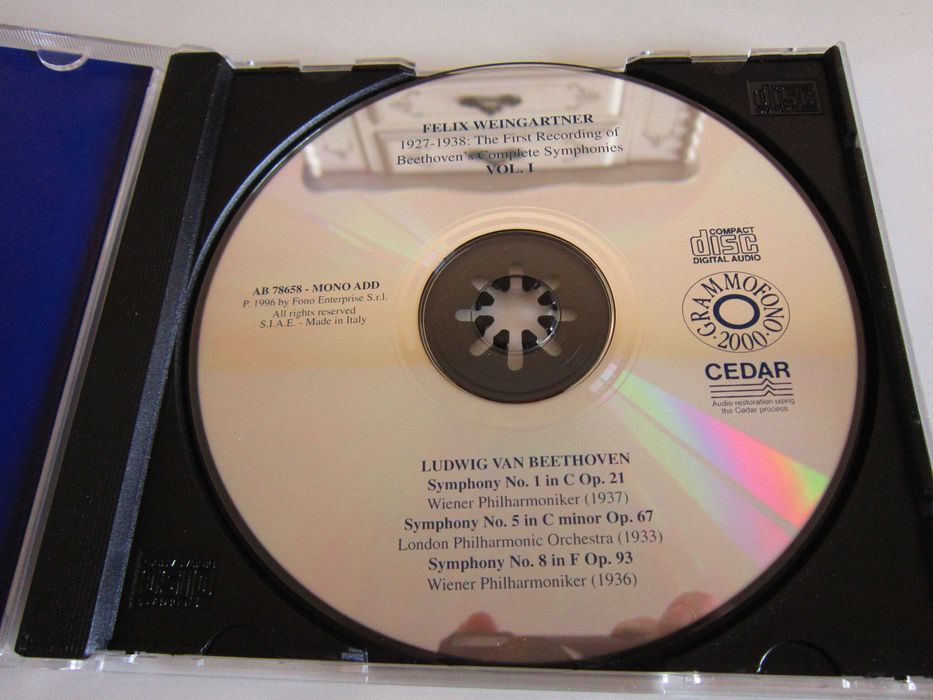 FELIX WEINGARTNER
1927-1938: The First Recording of
Beethoven's Complete Symphonies
VOL. I
AB 78658 - MONO ADD
P. 1996 by Fono Enterprise S.r.l.
All rights reserved
S.I.A.E. - Made in Italy
COMPACT
disc
DIGITAL AUDIO
GRAMMOFONO
· 2000 ·
CEDAR
Audio restoration using
the Cedar process
LUDWIG VAN BEETHOVEN
Symphony No. 1 in C Op. 21
Wiener Philharmoniker (1937)
Symphony No. 5 in C minor Op. 67
London Philharmonic Orchestra (1933)
Symphony No. 8 in F Op. 93
Wiener Philharmoniker (1936)
disc